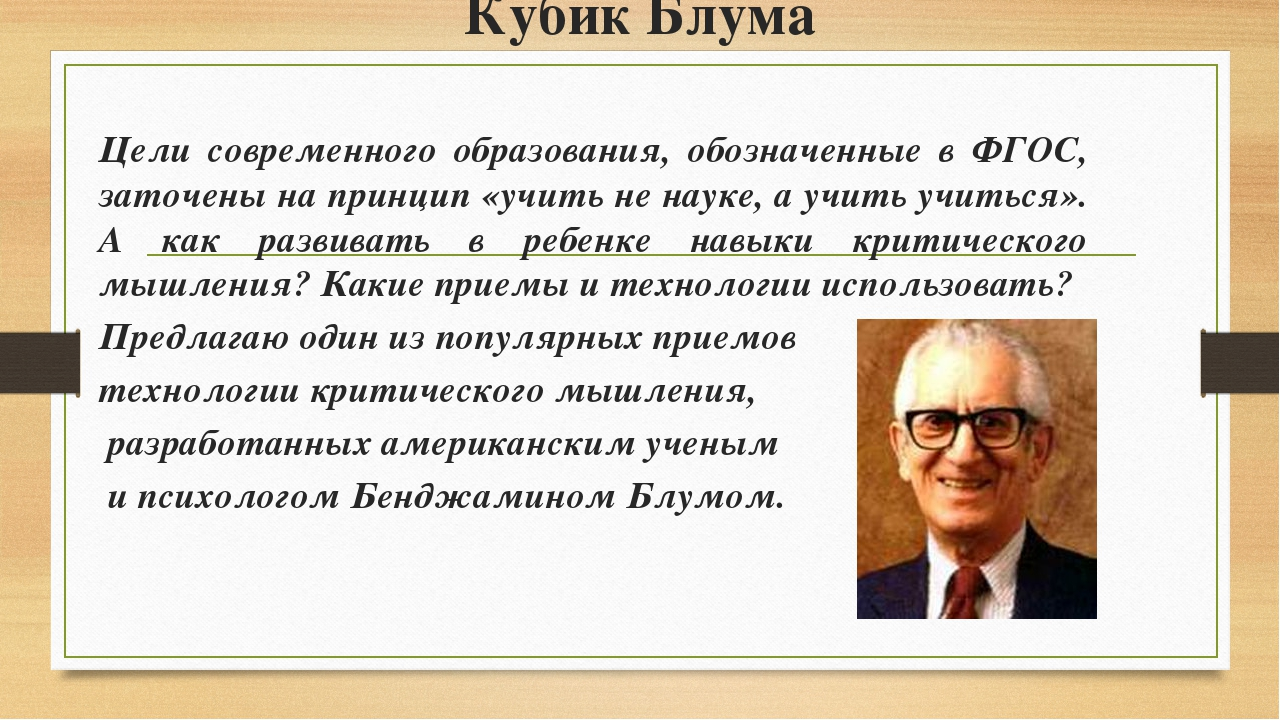 Кубик Блума
Цели современного образования, обозначенные в ФГОС,
заточены на принцип «учить не науке, а учить учиться».
А как развивать в ребенке навыки критического
мышления? Какие приемы и технологии использовать?
Предлагаю один из популярных приемов
технологии критического мышления,
разработанных американским ученым
и психологом Бенджамином Блумом.